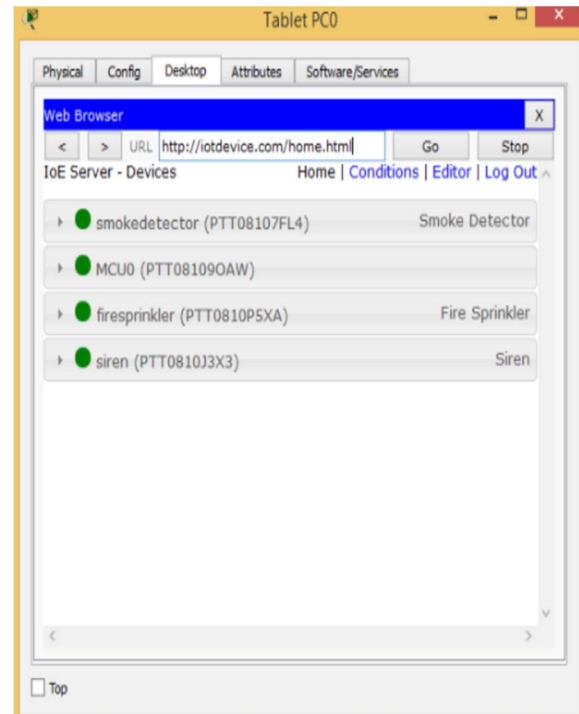 Tablet PC0
Physical Config Desktop Attributes Software/Services
Web Browser X
< > URL http://iotdevice.com/home.html Go Stop
IoE Server - Devices Home | Conditions | Editor | Log Out
smokedetector (PTT08107FL4) Smoke Detector
MCU0 (PTT08109OAW)
firesprinkler (PTT0810P5XA) Fire Sprinkler
siren (PTT0810J3X3) Siren
Top